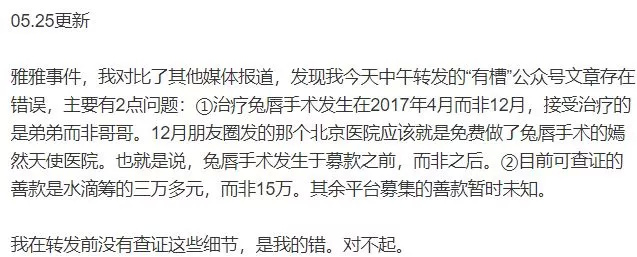 05.25更新
雅雅事件，我对比了其他媒体报道，发现我今天中午转发的“有槽”公众号文章存在
错误，主要有2点问题：①治疗兔唇手术发生在2017年4月而非12月，接受治疗的
是弟弟而非哥哥。12月朋友圈发的那个北京医院应该就是免费做了兔唇手术的嫣
然天使医院。也就是说，兔唇手术发生于募款之前，而非之后。②目前可查证的
善款是水滴筹的三万多元，而非15万。其余平台募集的善款暂时未知。
我在转发前没有查证这些细节，是我的错。对不起。